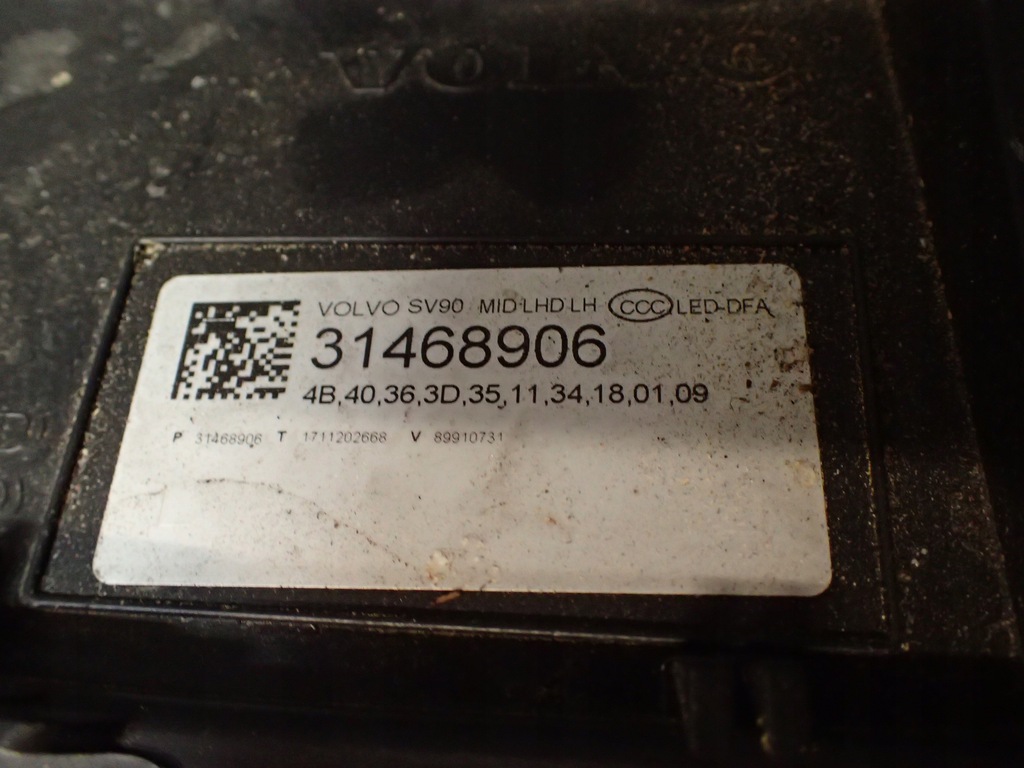 VOLVO SV90 MID-LHD LH CCC LED-DFA
31468906
4B,40,36,3D,35,11,34,18,01,09
P 31468906 T 1711202668 V 89910731